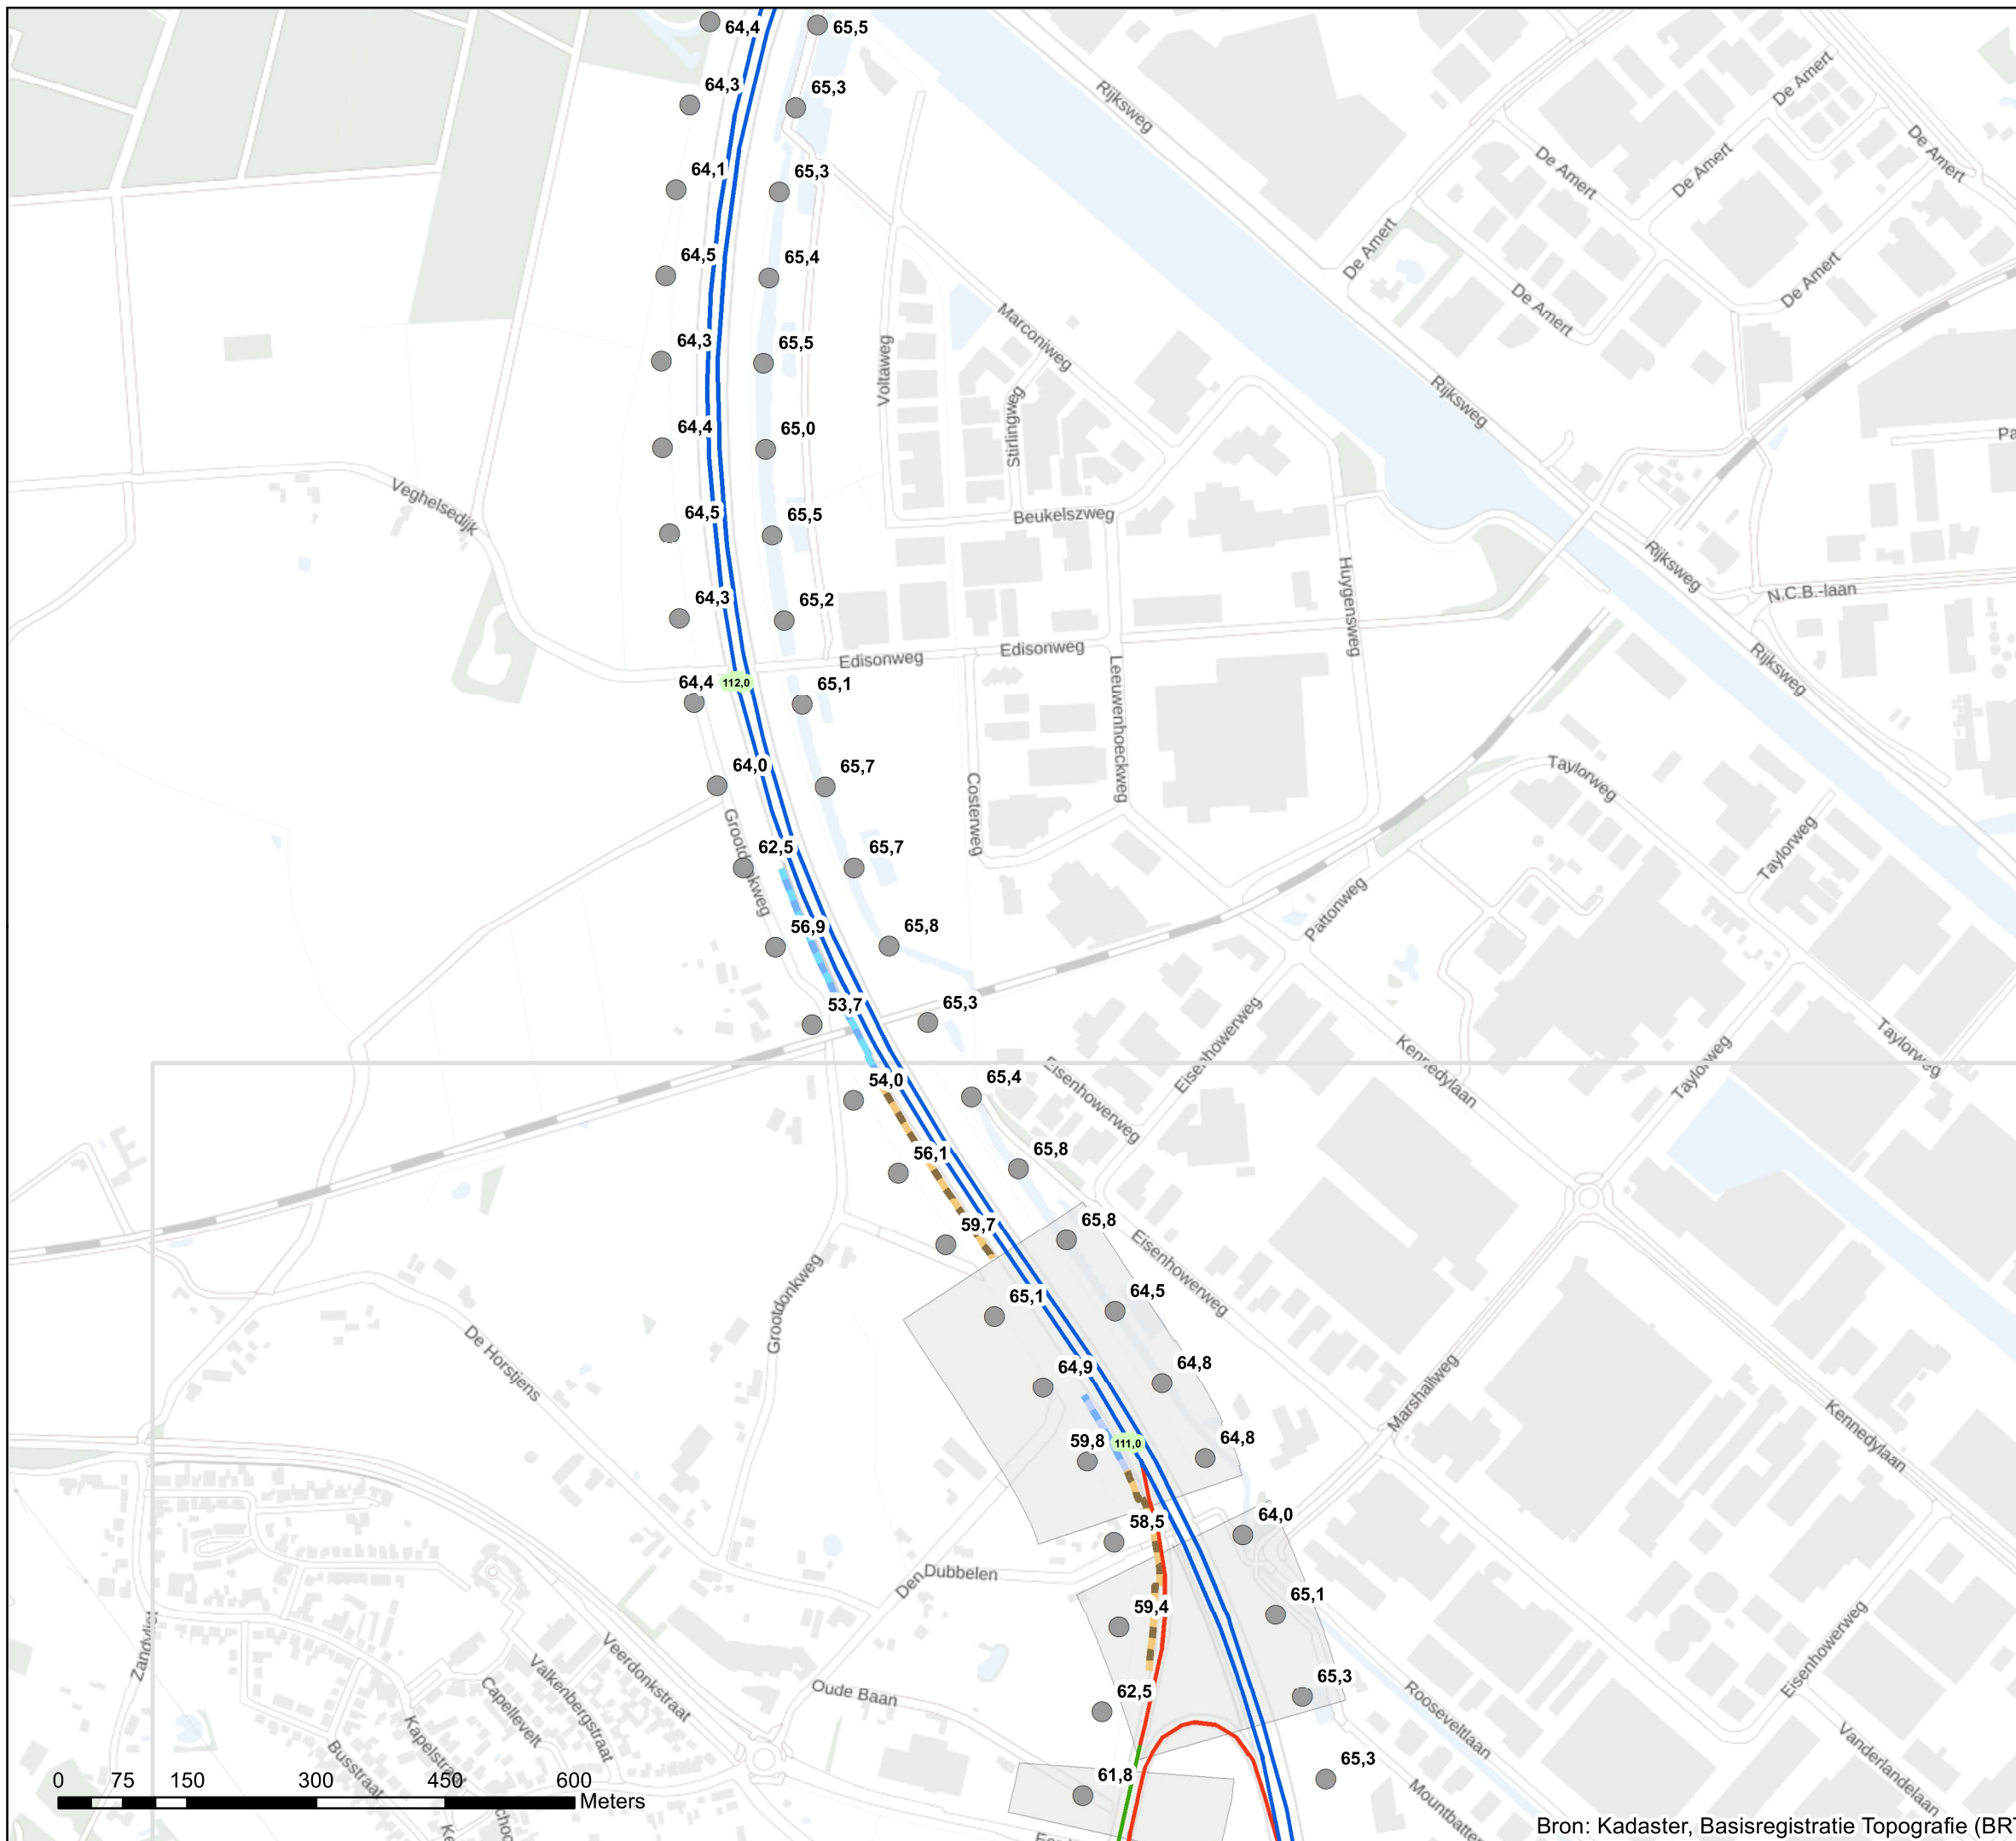 64,4
65,5
64,3
65,3
Rijksweg
De Amert
De Amert
De Amert
De Amert
64,1
65,3
De Amert
64,5
65,4
De Amert
De Amert
Marconiweg
64,3
65,5
Voltaweg
Stirlingweg
Rijksweg
64,4
65,0
Pa
Veghelsedijk
64,5
65,5
Beukelszweg
Huygensweg
Rijksweg
N.C.B.-laan
64,3
65,2
Edisonweg
Edisonweg
Rijksweg
64,4
112,0
65,1
Leeuwenhoeckweg
64,0
65,7
Costerweg
Taylorweg
Grootdonkweg
62,5
65,7
Taylorweg
56,9
65,8
Pattonweg
53,7
65,3
Eisenhowerweg
Kennedylaan
Taylorweg
Taylorweg
54,0
65,4
Eisenhowerweg
56,1
65,8
59,7
65,8
Eisenhowerweg
Grootdonkweg
65,1
64,5
De Horstjens
64,9
64,8
Marshallweg
59,8
111,0
64,8
Kennedylaan
58,5
64,0
Den Dubbelen
59,4
65,1
Zandvliet
Veerdonkstraat
Valkenbergstraat
Capellevelt
Kapelstraat
Busstraat
Oude Baan
62,5
65,3
Eisenhowerweg
Rooseveltlaan
Vanderlandelaan
61,8
65,3
Mountbatten
0 75 150 300 450 600
Meters
Bron: Kadaster, Basisregistratie Topografie (BRT